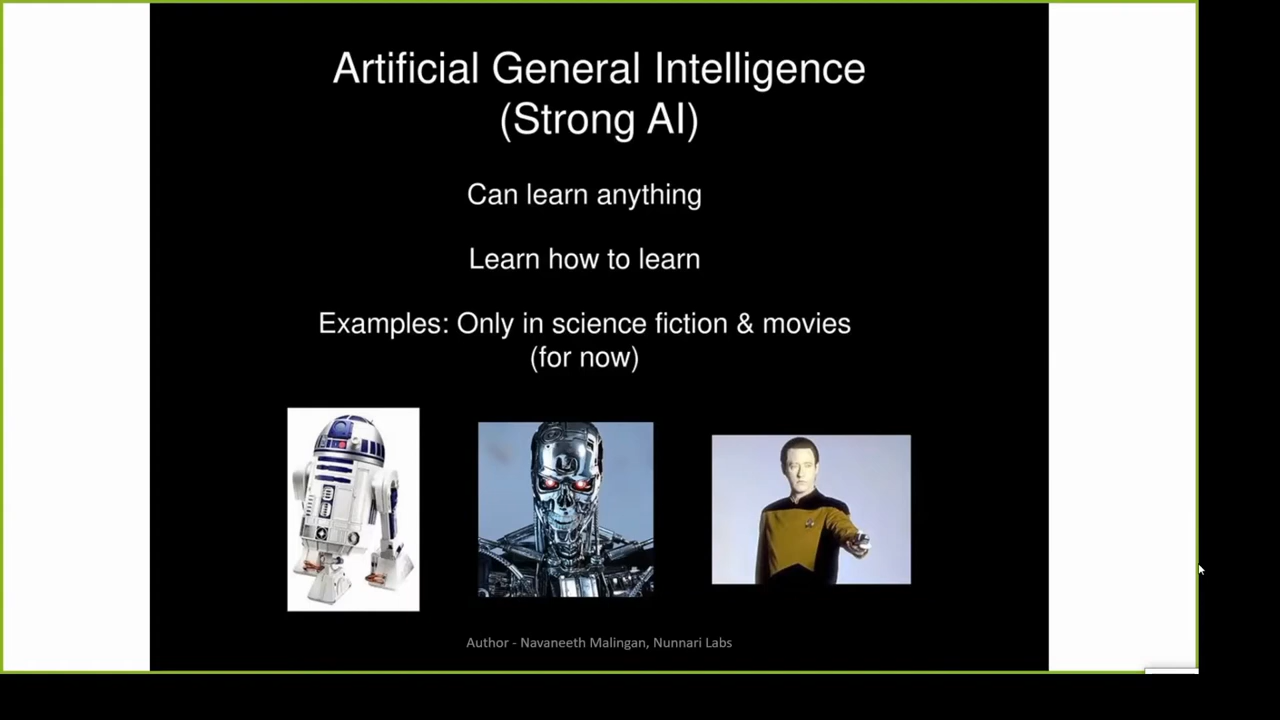 Artificial General Intelligence
(Strong AI)
Can learn anything
Learn how to learn
Examples: Only in science fiction & movies
(for now)
Author - Navaneeth Malingan, Nunnari Labs